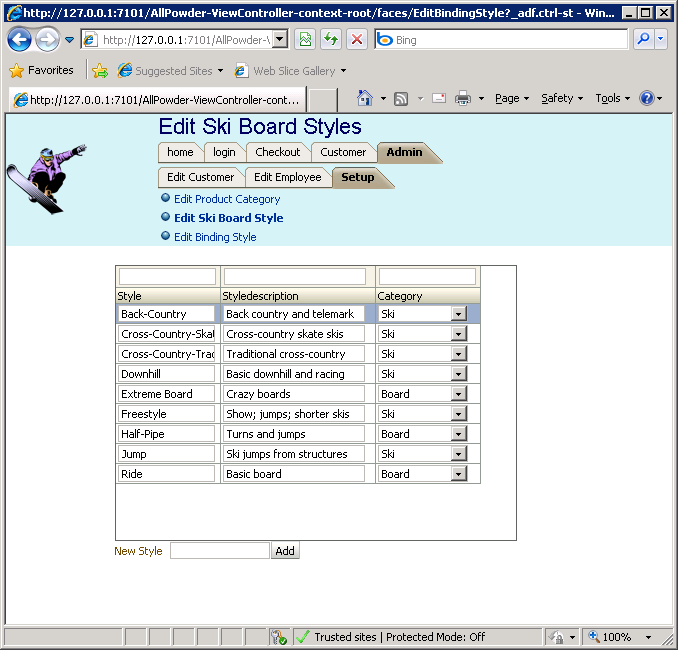 http://127.0.0.1:7101/AllPowder-ViewController-context-root/faces/EditBindingStyle?_adf.ctrl-st - Win...
http://127.0.0.1:7101/AllPowder-V
Bing
Favorites Suggested Sites Web Slice Gallery
http://127.0.0.1:7101/AllPowder-ViewController-cont... Page Safety Tools
Edit Ski Board Styles
home login Checkout Customer Admin
Edit Customer Edit Employee Setup
Edit Product Category
Edit Ski Board Style
Edit Binding Style
Style Styledescription Category
Back-Country Back country and telemark Ski
Cross-Country-Skat Cross-country skate skis Ski
Cross-Country-Trad Traditional cross-country Ski
Downhill Basic downhill and racing Ski
Extreme Board Crazy boards Board
Freestyle Show; jumps; shorter skis Ski
Half-Pipe Turns and jumps Board
Jump Ski jumps from structures Ski
Ride Basic board Board
New Style Add
Trusted sites | Protected Mode: Off 100%